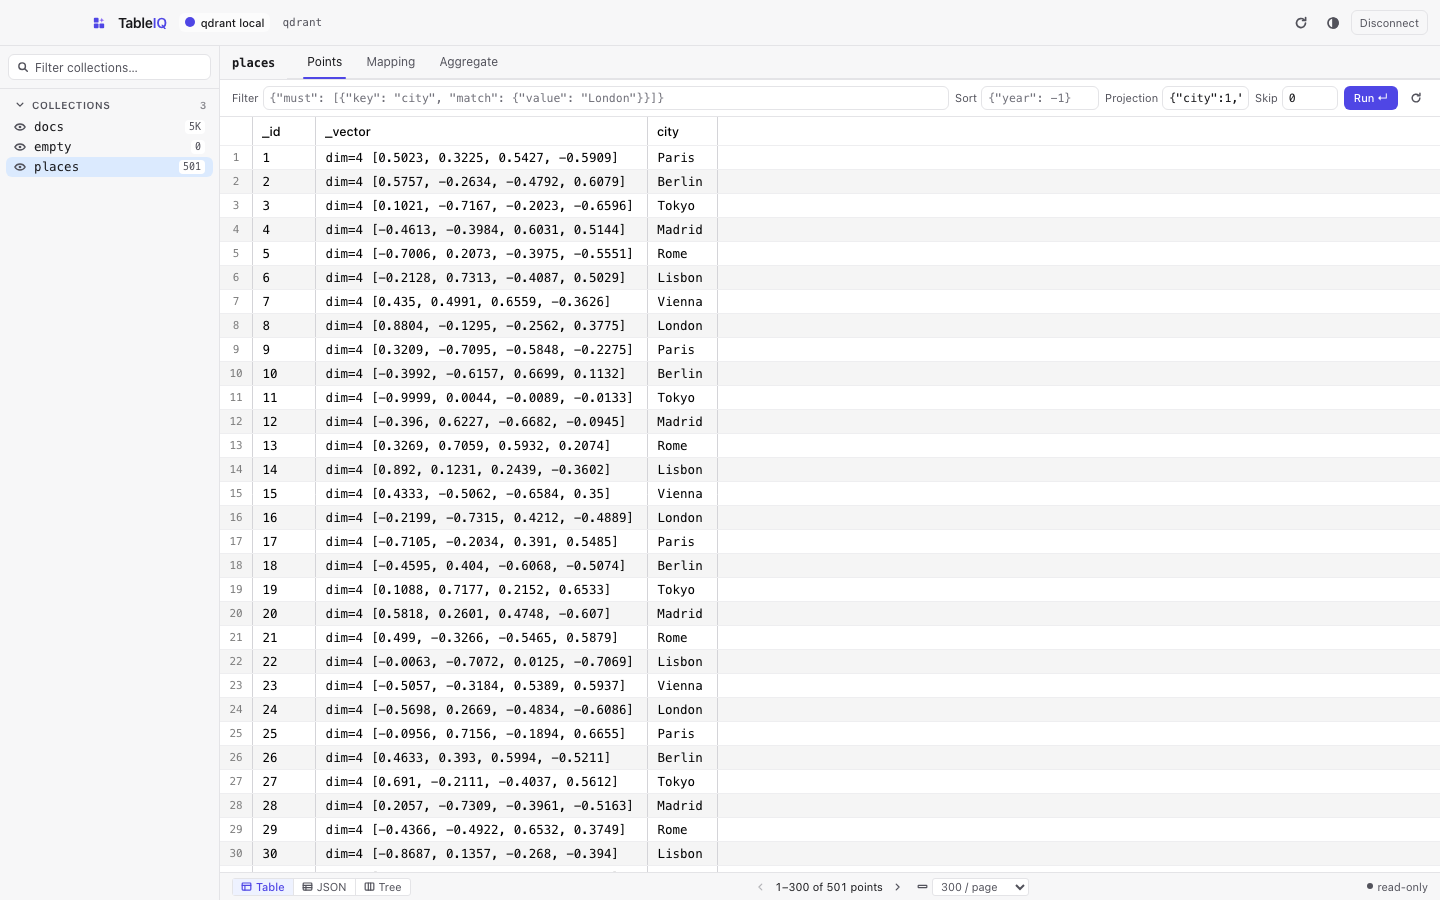 TableIQ qdrant local qdrant Disconnect
Filter collections...
COLLECTIONS 3
docs 5K
empty 0
places 501
places Points Mapping Aggregate
Filter {"must": [{"key": "city", "match": {"value": "London"}}]} Sort {"year": −1} Projection {"city":1," Skip 0 Run ↵
_id _vector city
1 1 dim=4 [0.5023, 0.3225, 0.5427, −0.5909] Paris
2 2 dim=4 [0.5757, −0.2634, −0.4792, 0.6079] Berlin
3 3 dim=4 [0.1021, −0.7167, −0.2023, −0.6596] Tokyo
4 4 dim=4 [−0.4613, −0.3984, 0.6031, 0.5144] Madrid
5 5 dim=4 [−0.7006, 0.2073, −0.3975, −0.5551] Rome
6 6 dim=4 [−0.2128, 0.7313, −0.4087, 0.5029] Lisbon
7 7 dim=4 [0.435, 0.4991, 0.6559, −0.3626] Vienna
8 8 dim=4 [0.8804, −0.1295, −0.2562, 0.3775] London
9 9 dim=4 [0.3209, −0.7095, −0.5848, −0.2275] Paris
10 10 dim=4 [−0.3992, −0.6157, 0.6699, 0.1132] Berlin
11 11 dim=4 [−0.9999, 0.0044, −0.0089, −0.0133] Tokyo
12 12 dim=4 [−0.396, 0.6227, −0.6682, −0.0945] Madrid
13 13 dim=4 [0.3269, 0.7059, 0.5932, 0.2074] Rome
14 14 dim=4 [0.892, 0.1231, 0.2439, −0.3602] Lisbon
15 15 dim=4 [0.4333, −0.5062, −0.6584, 0.35] Vienna
16 16 dim=4 [−0.2199, −0.7315, 0.4212, −0.4889] London
17 17 dim=4 [−0.7105, −0.2034, 0.391, 0.5485] Paris
18 18 dim=4 [−0.4595, 0.404, −0.6068, −0.5074] Berlin
19 19 dim=4 [0.1088, 0.7177, 0.2152, 0.6533] Tokyo
20 20 dim=4 [0.5818, 0.2601, 0.4748, −0.607] Madrid
21 21 dim=4 [0.499, −0.3266, −0.5465, 0.5879] Rome
22 22 dim=4 [−0.0063, −0.7072, 0.0125, −0.7069] Lisbon
23 23 dim=4 [−0.5057, −0.3184, 0.5389, 0.5937] Vienna
24 24 dim=4 [−0.5698, 0.2669, −0.4834, −0.6086] London
25 25 dim=4 [−0.0956, 0.7156, −0.1894, 0.6655] Paris
26 26 dim=4 [0.4633, 0.393, 0.5994, −0.5211] Berlin
27 27 dim=4 [0.691, −0.2111, −0.4037, 0.5612] Tokyo
28 28 dim=4 [0.2057, −0.7309, −0.3961, −0.5163] Madrid
29 29 dim=4 [−0.4366, −0.4922, 0.6532, 0.3749] Rome
30 30 dim=4 [−0.8687, 0.1357, −0.268, −0.394] Lisbon
Table JSON Tree 1–300 of 501 points 300 / page read-only